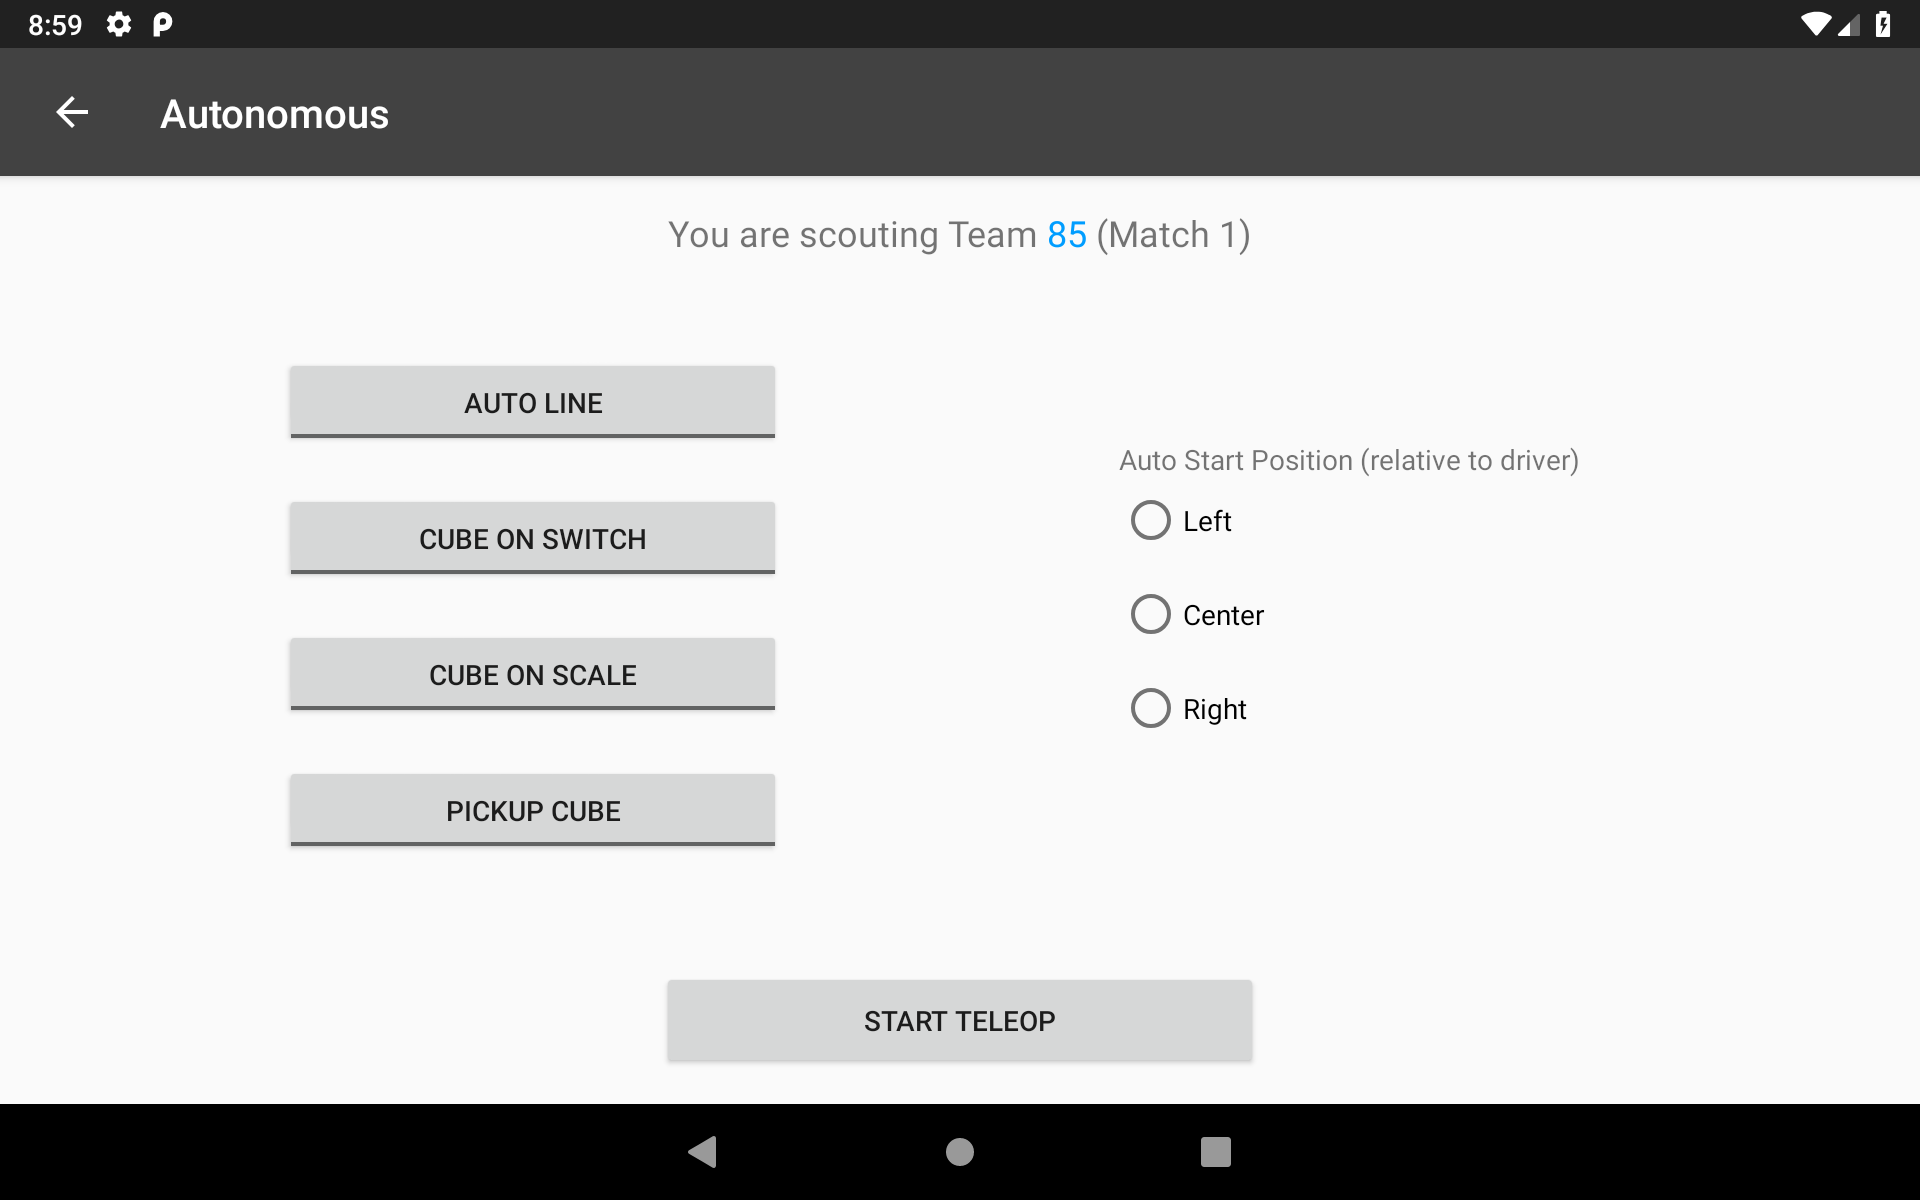 8:59
Autonomous
You are scouting Team 85 (Match 1)
AUTO LINE
CUBE ON SWITCH
CUBE ON SCALE
PICKUP CUBE
Auto Start Position (relative to driver)
Left
Center
Right
START TELEOP